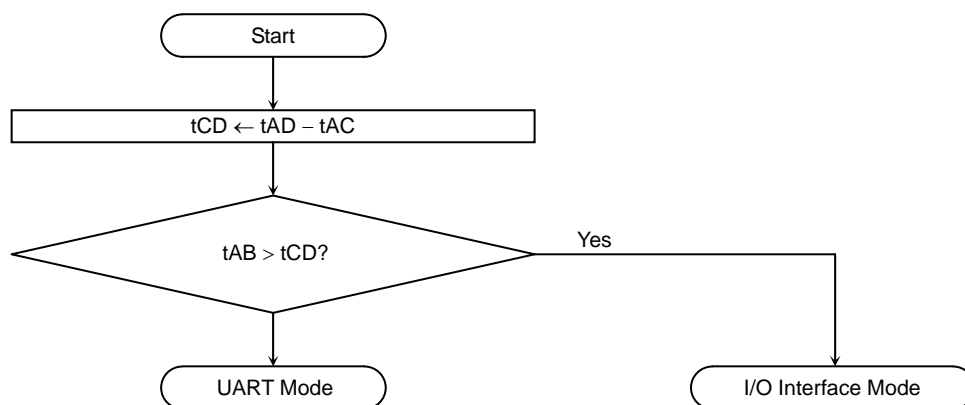 Start
tCD ← tAD − tAC
tAB > tCD?
Yes
UART Mode
I/O Interface Mode